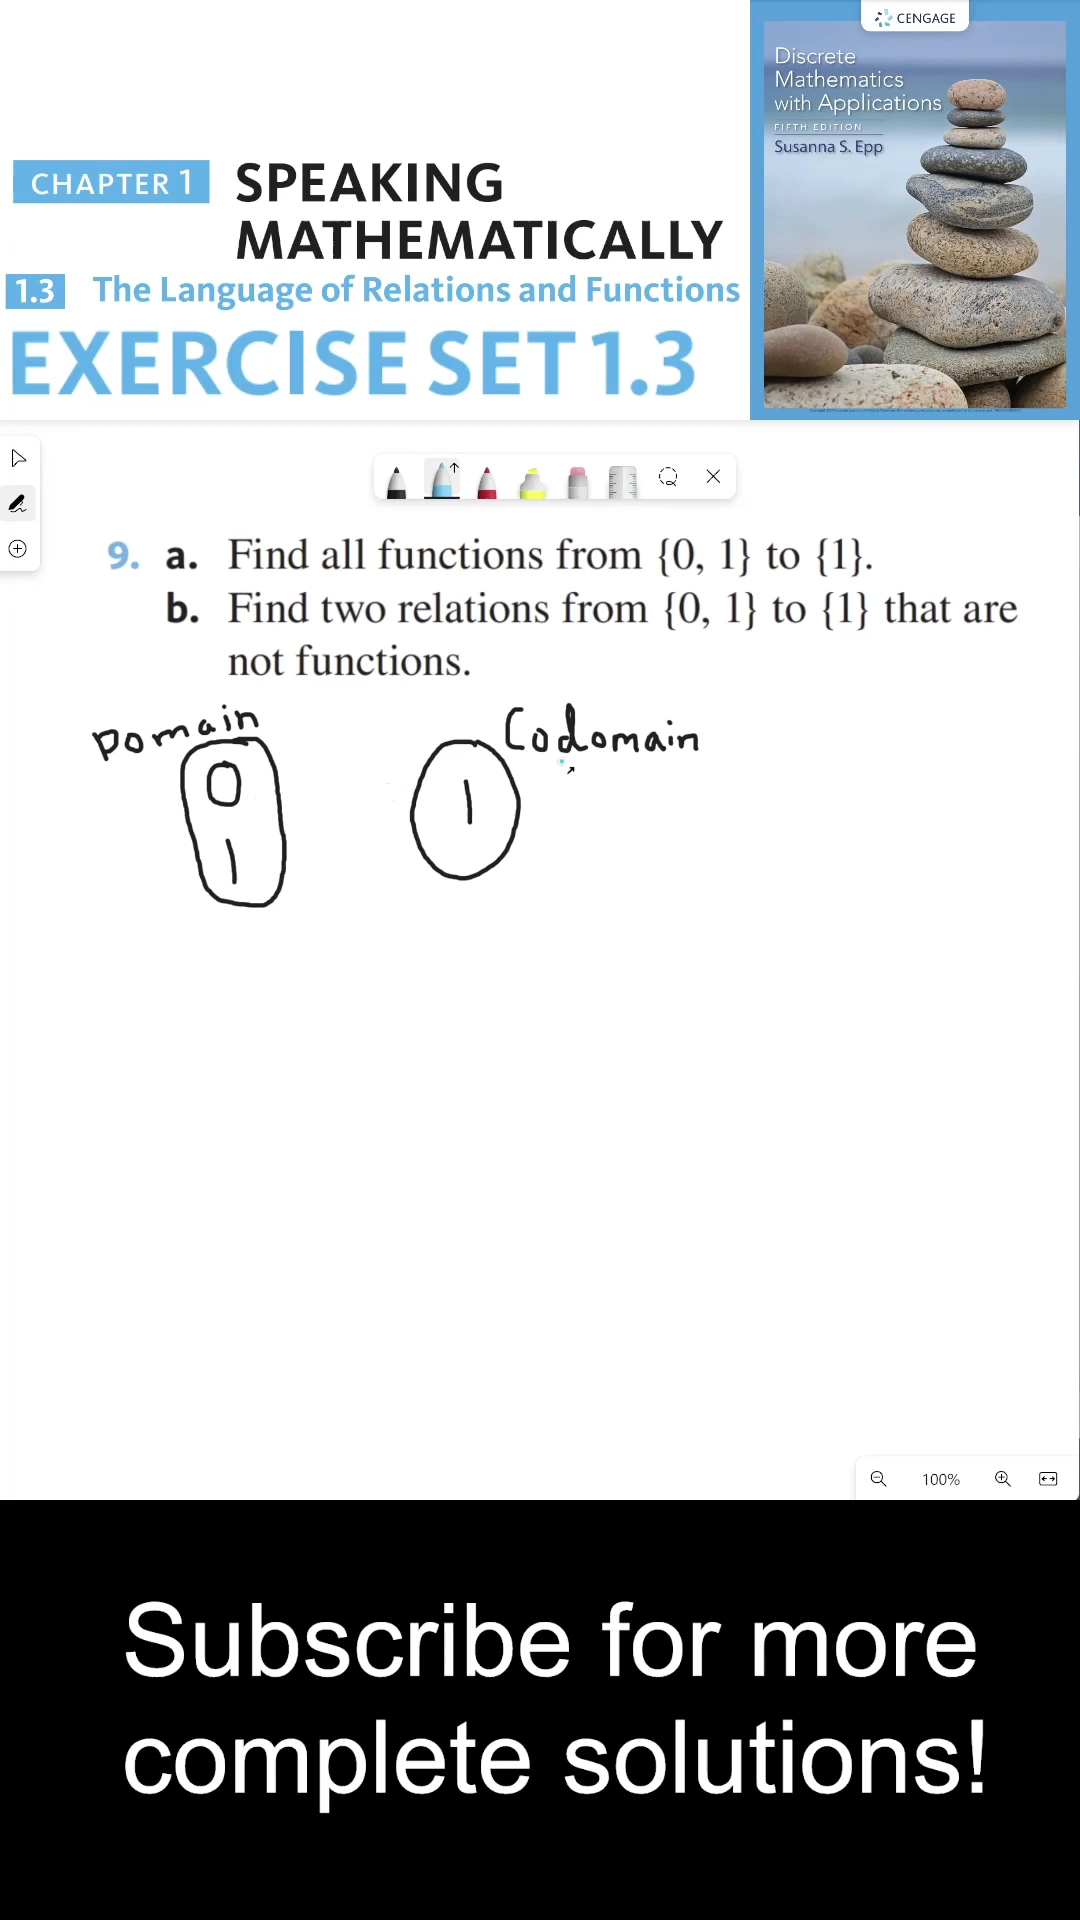 CENGAGE
Discrete
Mathematics
with Applications
FIFTH EDITION
Susanna S. Epp
CHAPTER 1 SPEAKING
MATHEMATICALLY
1.3 The Language of Relations and Functions
EXERCISE SET 1.3
9. a. Find all functions from {0, 1} to {1}.
b. Find two relations from {0, 1} to {1} that are
not functions.
Domain Codomain
0
1
1
100%
Subscribe for more
complete solutions!